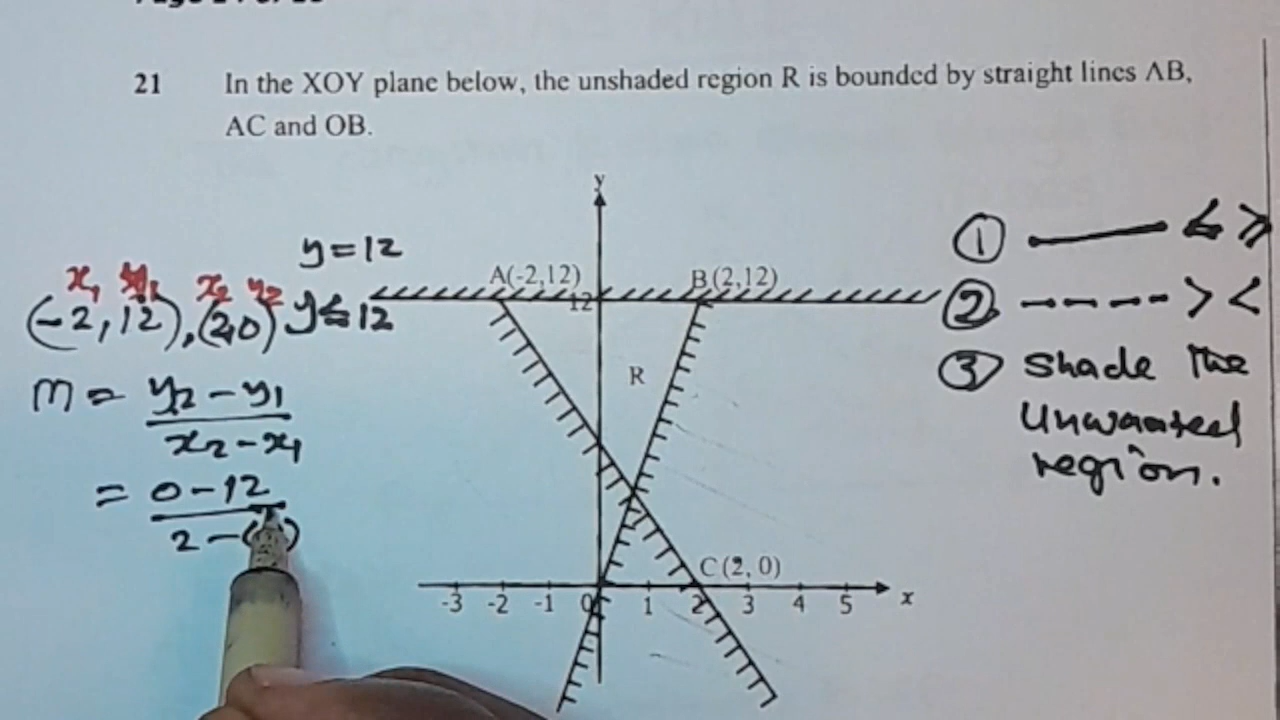 21 In the XOY plane below, the unshaded region R is bounded by straight lines AB,
AC and OB.
y
y = 12
A(-2,12)
B(2,12)
12
x₁ y₁ x₂ y₂
(-2, 12), (2,0) y ≤ 12
m = y₂ - y₁
x₂ - x₁
= 0 - 12
2 - 
R
C (2, 0)
-3 -2 -1 0 1 2 3 4 5 x
① ≤ ≥
② > <
③ Shade the
Unwanted
region.